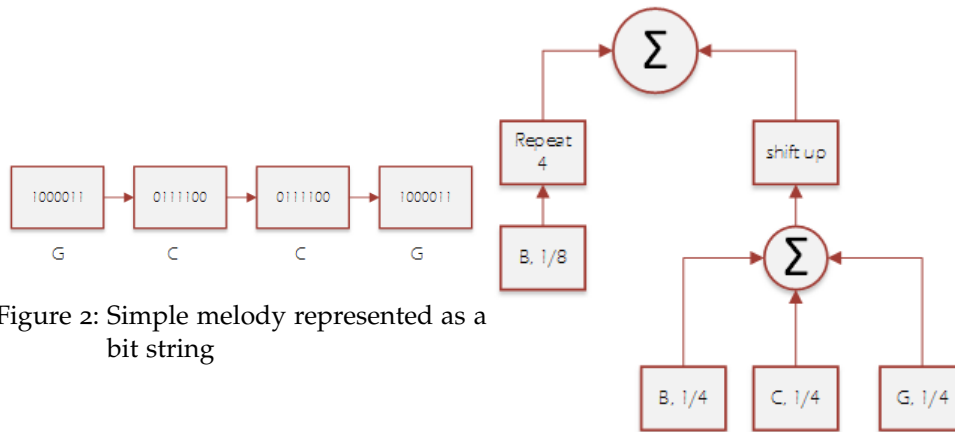 1000011
0111100
0111100
1000011
G
C
C
G
Figure 2: Simple melody represented as a
bit string
Σ
Repeat
4
shift up
B, 1/8
Σ
B, 1/4
C, 1/4
G, 1/4